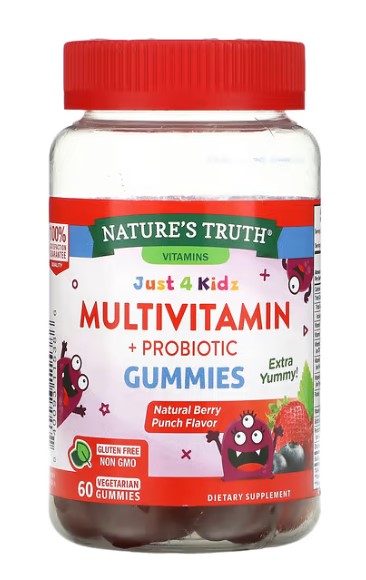 100%
SATISFACTION
GUARANTEE
QUALITY
NATURE'S TRUTH®
VITAMINS
Just 4 Kidz
MULTIVITAMIN
+ PROBIOTIC
GUMMIES
Extra
Yummy!
Natural Berry
Punch Flavor
GLUTEN FREE
NON GMO
60 VEGETARIAN
GUMMIES
DIETARY SUPPLEMENT